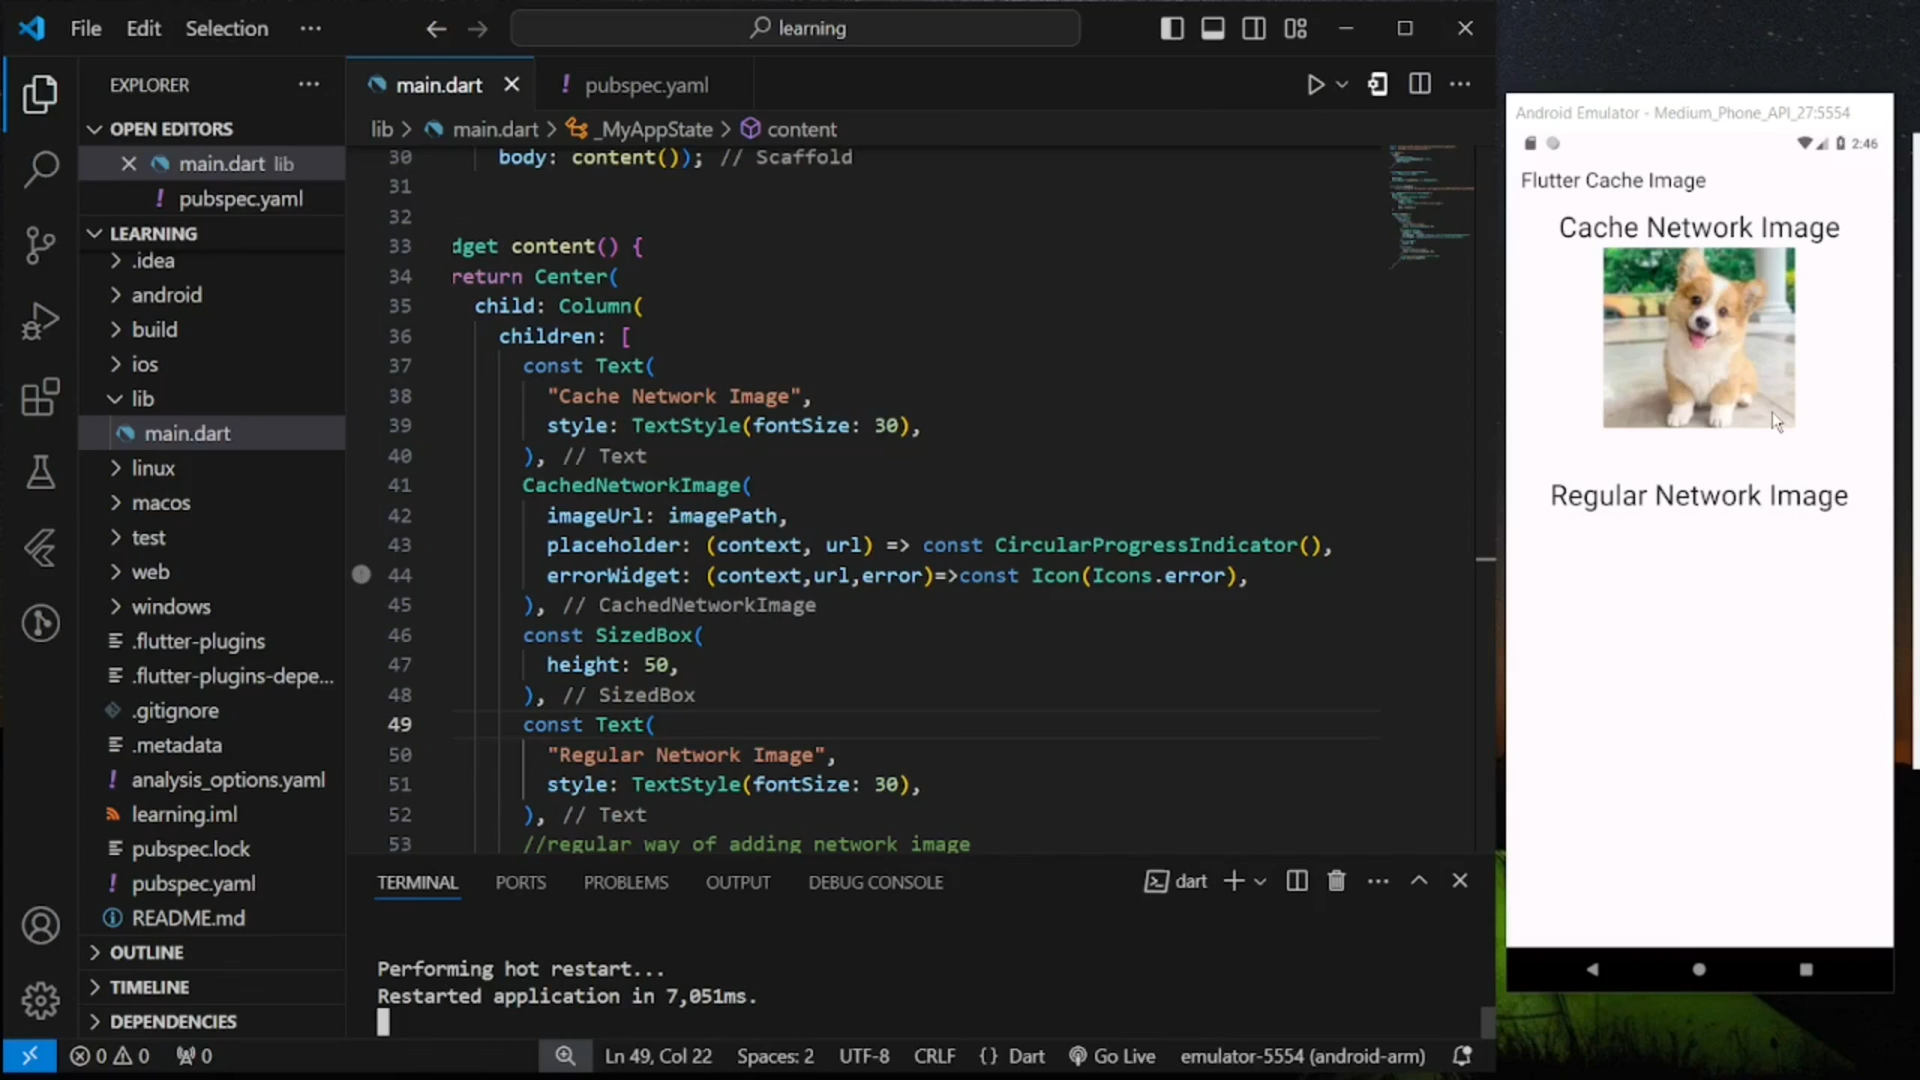 File Edit Selection ···
learning
EXPLORER ···
OPEN EDITORS
main.dart lib
! pubspec.yaml
LEARNING
.idea
android
build
ios
lib
main.dart
linux
macos
test
web
windows
.flutter-plugins
.flutter-plugins-depe...
.gitignore
.metadata
! analysis_options.yaml
learning.iml
pubspec.lock
! pubspec.yaml
README.md
OUTLINE
TIMELINE
DEPENDENCIES
main.dart
! pubspec.yaml
lib > main.dart > _MyAppState > content
30 body: content()); // Scaffold
31
32
33 dget content() {
34 return Center(
35 child: Column(
36 children: [
37 const Text(
38 "Cache Network Image",
39 style: TextStyle(fontSize: 30),
40 ), // Text
41 CachedNetworkImage(
42 imageUrl: imagePath,
43 placeholder: (context, url) => const CircularProgressIndicator(),
44 errorWidget: (context,url,error)=>const Icon(Icons.error),
45 ), // CachedNetworkImage
46 const SizedBox(
47 height: 50,
48 ), // SizedBox
49 const Text(
50 "Regular Network Image",
51 style: TextStyle(fontSize: 30),
52 ), // Text
53 //regular way of adding network image
TERMINAL PORTS PROBLEMS OUTPUT DEBUG CONSOLE
dart
Performing hot restart...
Restarted application in 7,051ms.
0 0 0
Ln 49, Col 22 Spaces: 2 UTF-8 CRLF {} Dart Go Live emulator-5554 (android-arm)
Android Emulator - Medium_Phone_API_27:5554
2:46
Flutter Cache Image
Cache Network Image
Regular Network Image